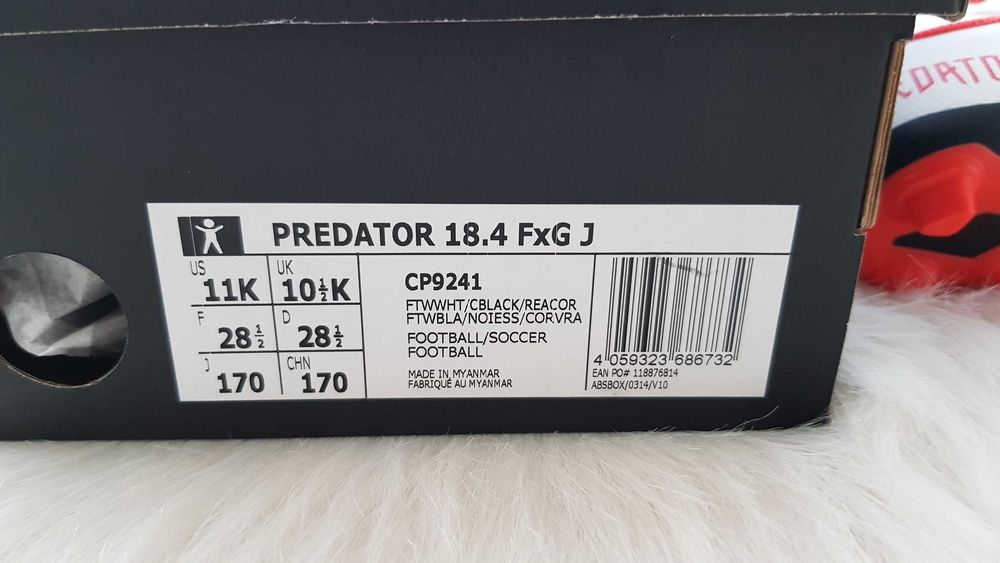 PREDATOR 18.4 FxG J
US 11K
UK 10½K
F 28½
D 28½
J 170
CHN 170
CP9241
FTWWHT/CBLACK/REACOR
FTWBLA/NOIESS/CORVRA
FOOTBALL/SOCCER
FOOTBALL
MADE IN MYANMAR
FABRIQUÉ AU MYANMAR
4 059323 686732
EAN PO# 118876814
ABSBOX/0314/V10
EDATO